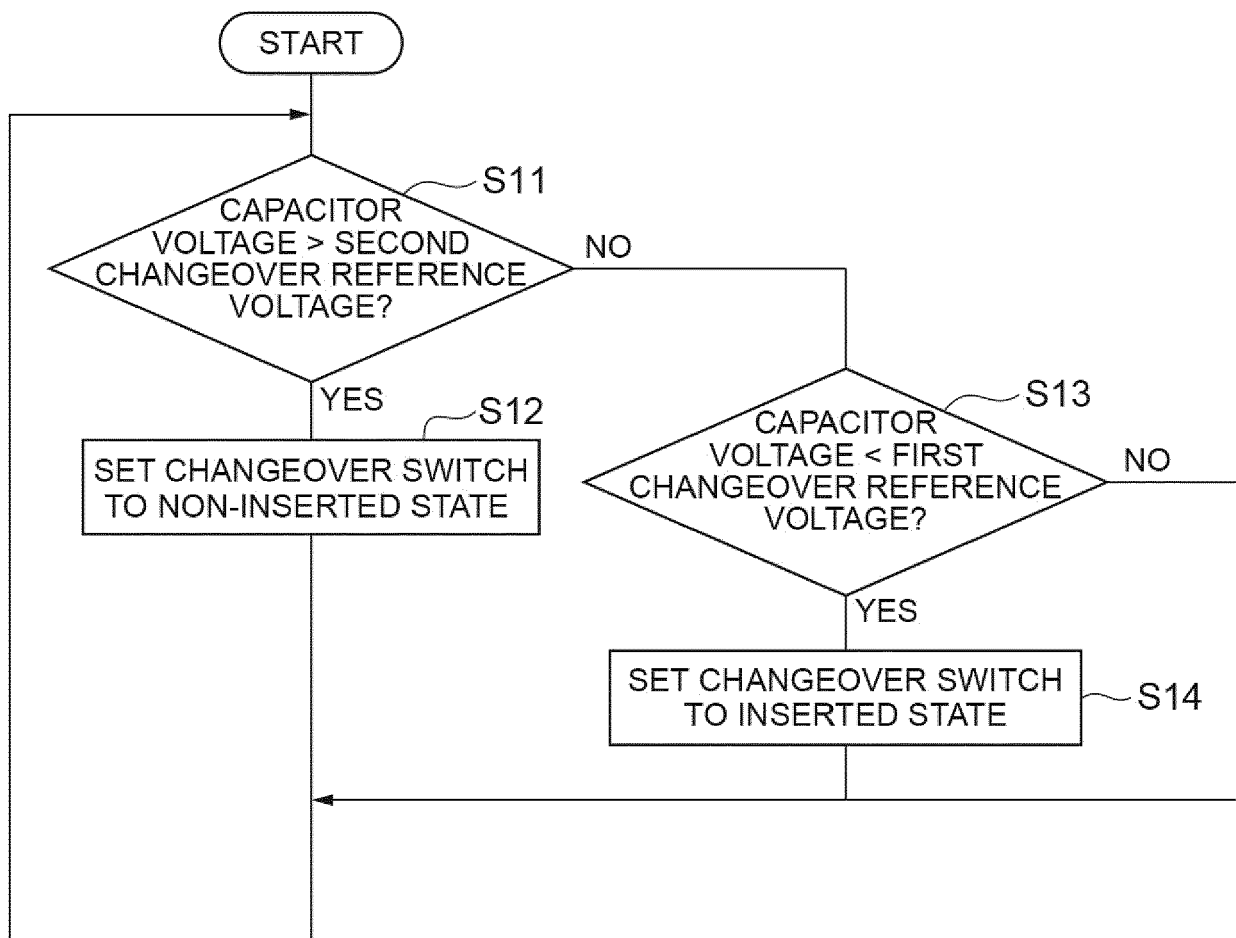 START
S11
CAPACITOR
VOLTAGE > SECOND
CHANGEOVER REFERENCE
VOLTAGE?
NO
YES
S12
SET CHANGEOVER SWITCH
TO NON-INSERTED STATE
S13
CAPACITOR
VOLTAGE < FIRST
CHANGEOVER REFERENCE
VOLTAGE?
NO
YES
SET CHANGEOVER SWITCH
TO INSERTED STATE
S14